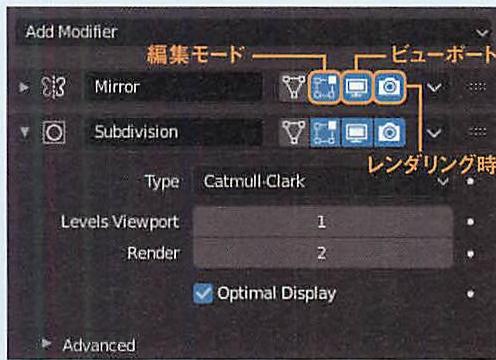 Add Modifier
編集モード
ビューポート
Mirror
Subdivision
レンダリング時
Type Catmull-Clark
Levels Viewport 1
Render 2
Optimal Display
Advanced